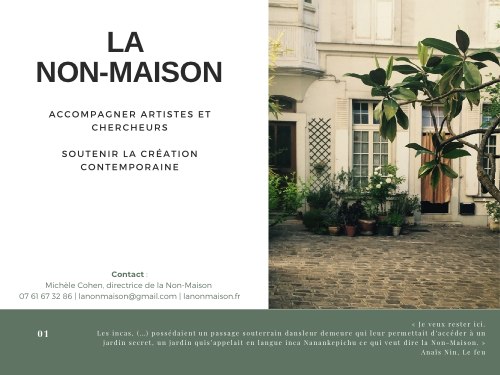 LA
NON-MAISON
ACCOMPAGNER ARTISTES ET
CHERCHEURS
SOUTENIR LA CRÉATION
CONTEMPORAINE
Contact :
Michèle Cohen, directrice de la Non-Maison
07 61 67 32 86 | lanonmaison@gmail.com | lanonmaison.fr
01
« Je veux rester ici.
Les incas, (...) possédaient un passage souterrain dansleur demeure qui leur permettait d'accéder à un
jardin secret, un jardin quis'appelait en langue inca Nanankepichu ce qui veut dire la Non-Maison. »
Anaïs Nin, Le feu